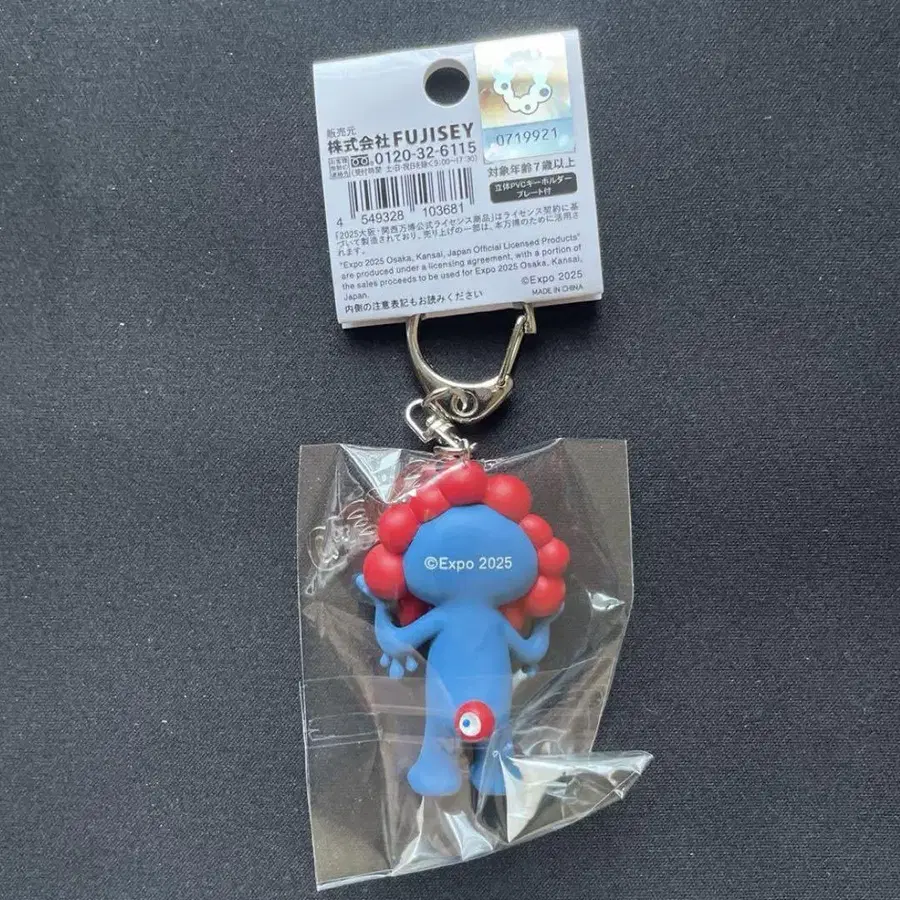 販売元
株式会社FUJISEY
0120-32-6115
(受付時間 土・日・祝日を除く9:00~17:30)
4 549328 103681
0719921
対象年齢7歳以上
立体PVCキーホルダー
プレート付
「2025大阪・関西万博公式ライセンス商品」はライセンス契約に基
づいて製造されており、売り上げの一部は、本万博のために活用さ
れます。
"Expo 2025 Osaka, Kansai, Japan Official Licensed Products"
are produced under a licensing agreement, with a portion of
the sales proceeds to be used for Expo 2025 Osaka, Kansai,
Japan.
©Expo 2025
内側の注意表記もお読みください
MADE IN CHINA
©Expo 2025